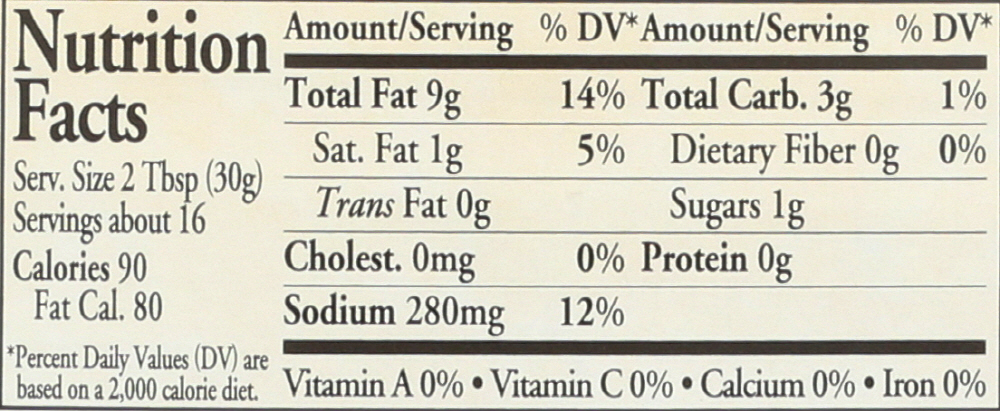 Nutrition
Facts
Serv. Size 2 Tbsp (30g)
Servings about 16
Calories 90
Fat Cal. 80
*Percent Daily Values (DV) are
based on a 2,000 calorie diet.
Amount/Serving % DV* Amount/Serving % DV*
Total Fat 9g 14% Total Carb. 3g 1%
Sat. Fat 1g 5% Dietary Fiber 0g 0%
Trans Fat 0g Sugars 1g
Cholest. 0mg 0% Protein 0g
Sodium 280mg 12%
Vitamin A 0% • Vitamin C 0% • Calcium 0% • Iron 0%